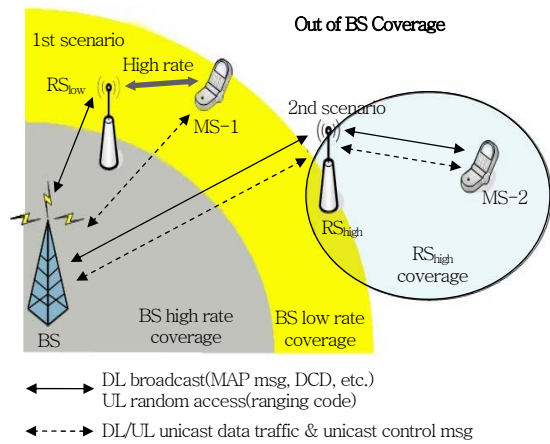 Out of BS Coverage
1st scenario
High rate
RSlow
MS-1
2nd scenario
MS-2
RShigh
RShigh
coverage
BS high rate
coverage
BS low rate
coverage
BS
DL broadcast(MAP msg, DCD, etc.)
UL random access(ranging code)
DL/UL unicast data traffic & unicast control msg